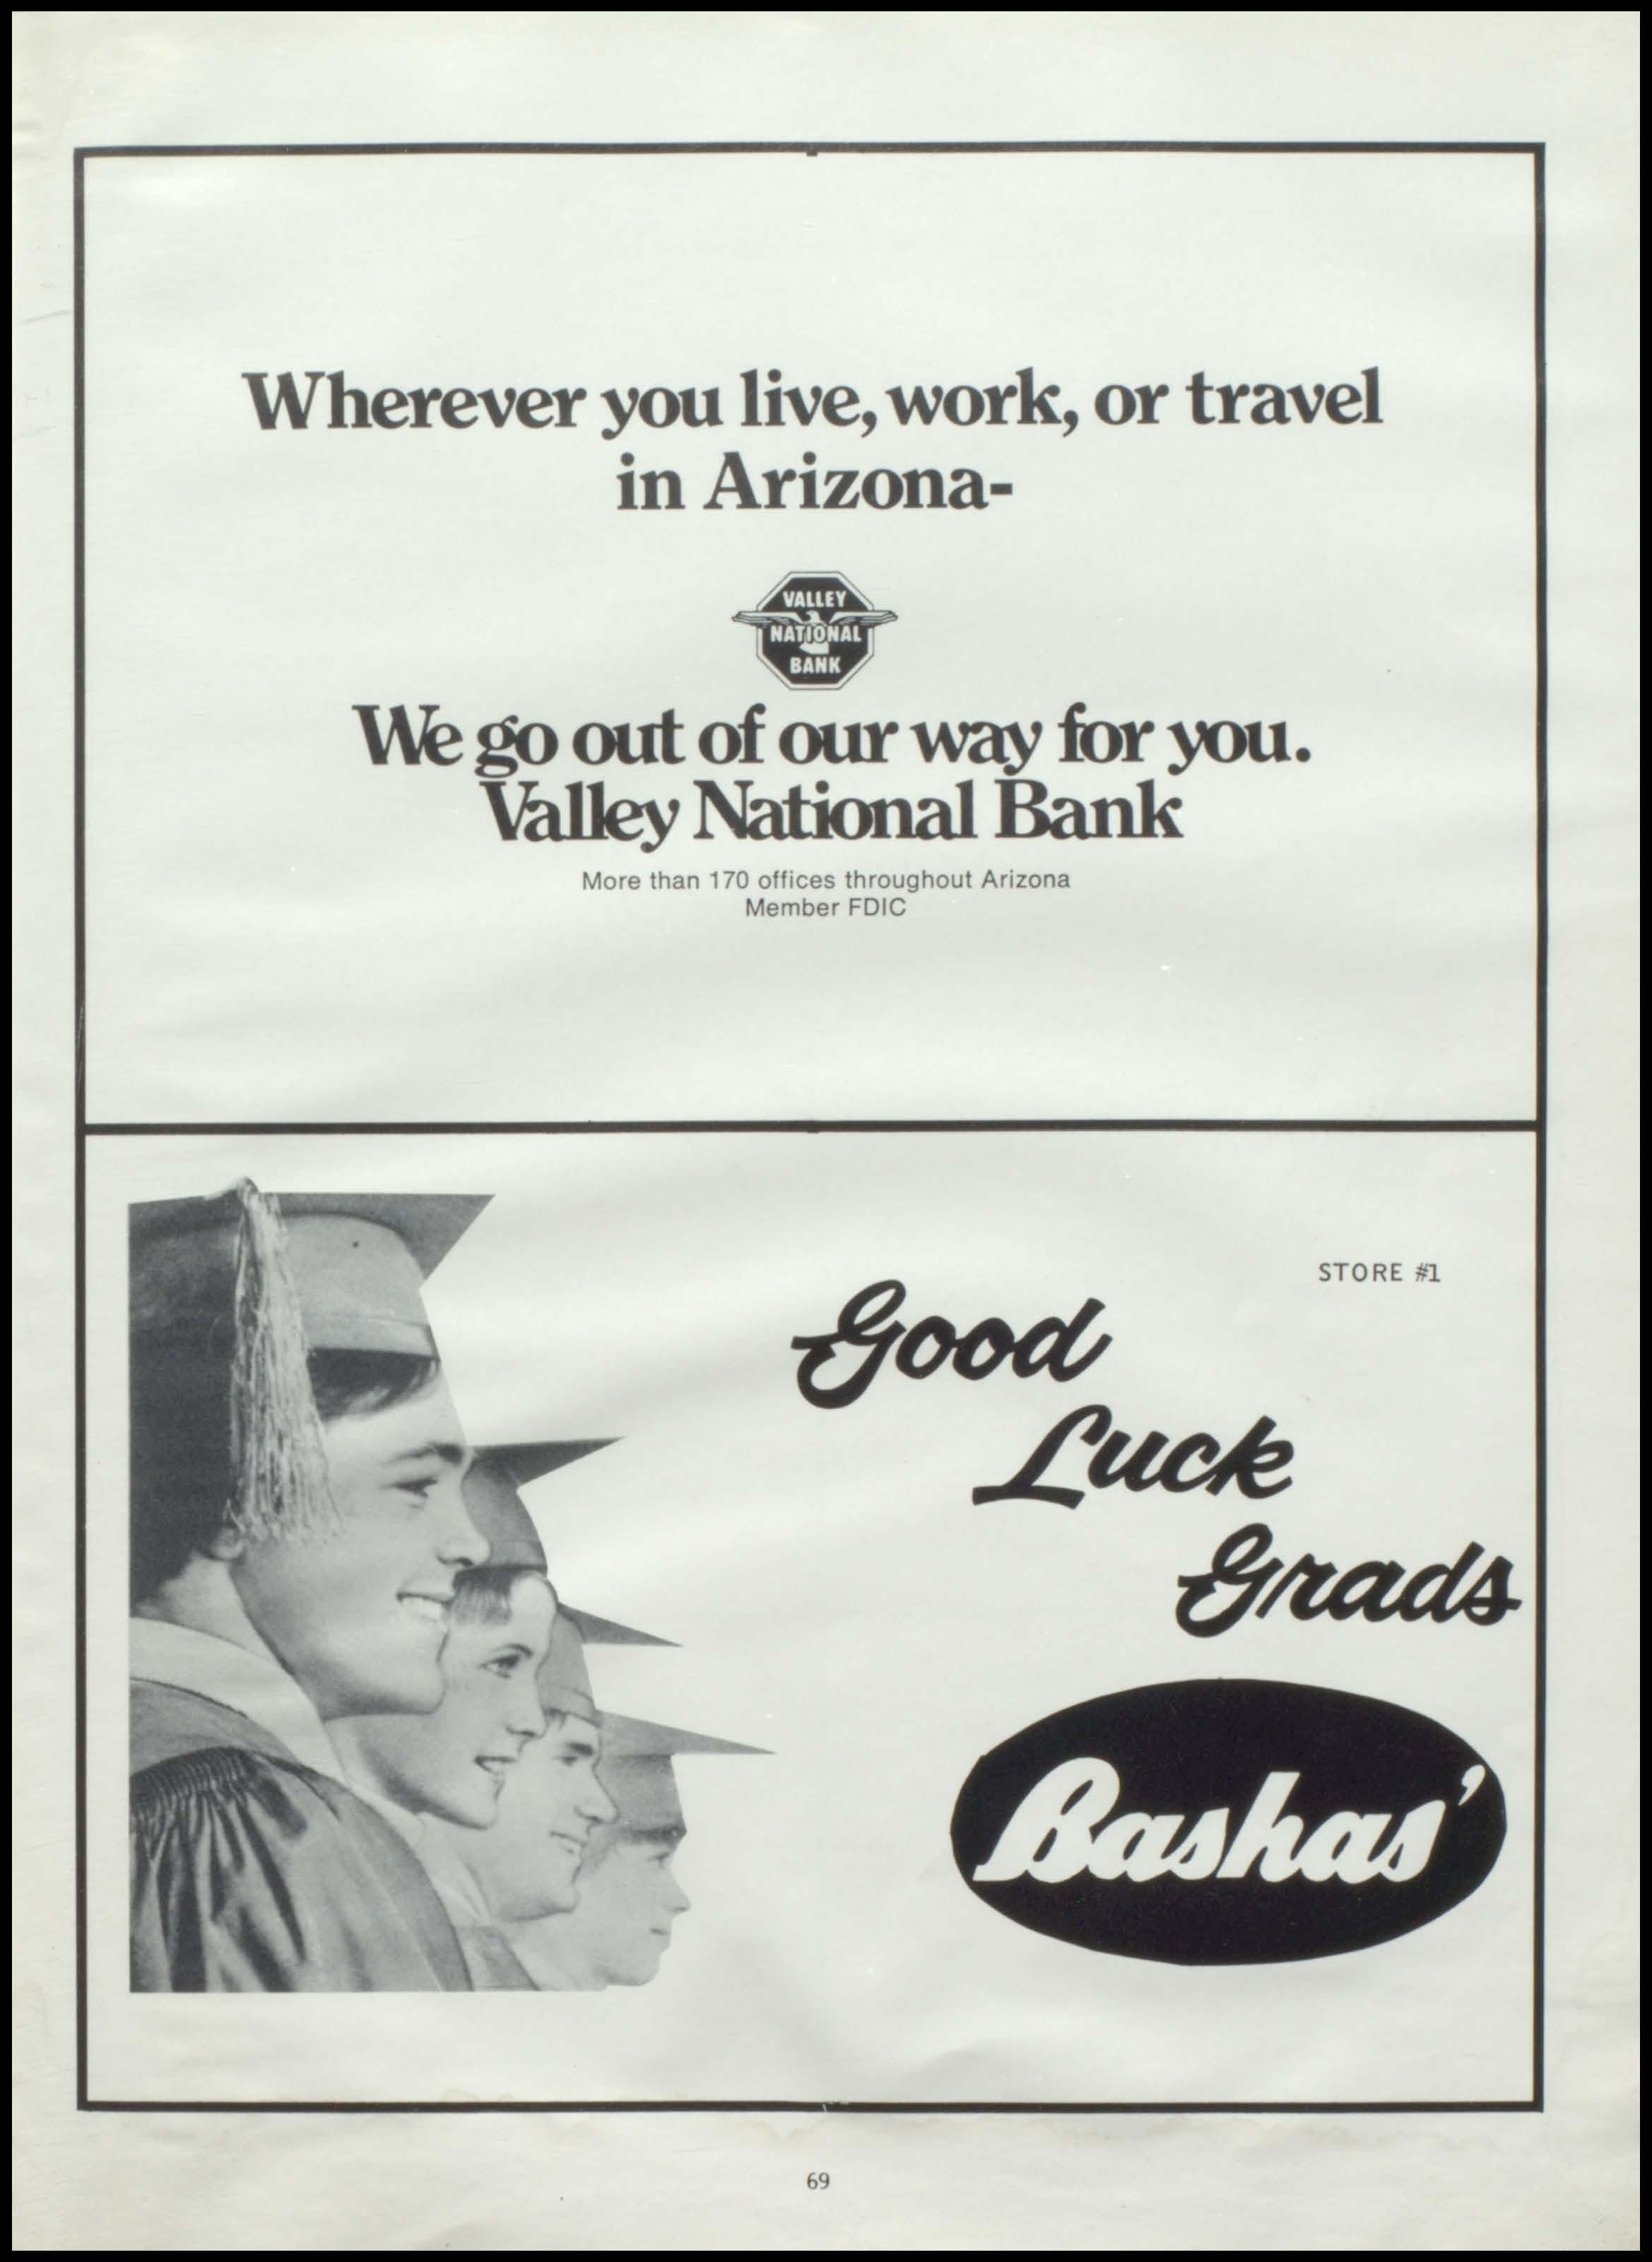 Wherever you live, work, or travel
in Arizona-
VALLEY
NATIONAL
BANK
We go out of our way for you.
Valley National Bank
More than 170 offices throughout Arizona
Member FDIC
STORE #1
Good
Luck
Grads
Bashas'
69